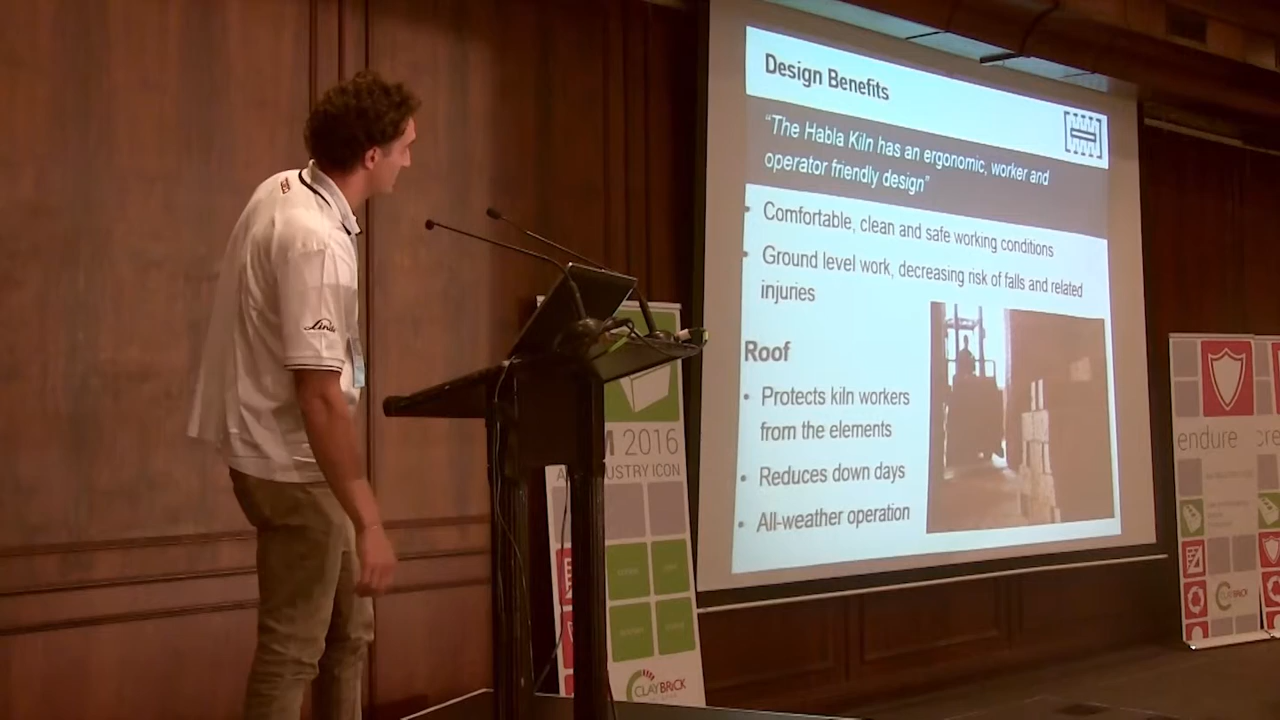 Design Benefits
“The Habla Kiln has an ergonomic, worker and
operator friendly design”
• Comfortable, clean and safe working conditions
• Ground level work, decreasing risk of falls and related
injuries
Roof
• Protects kiln workers
from the elements
• Reduces down days
• All-weather operation
2016
CLAYBRICK
endure
CLAYBRICK